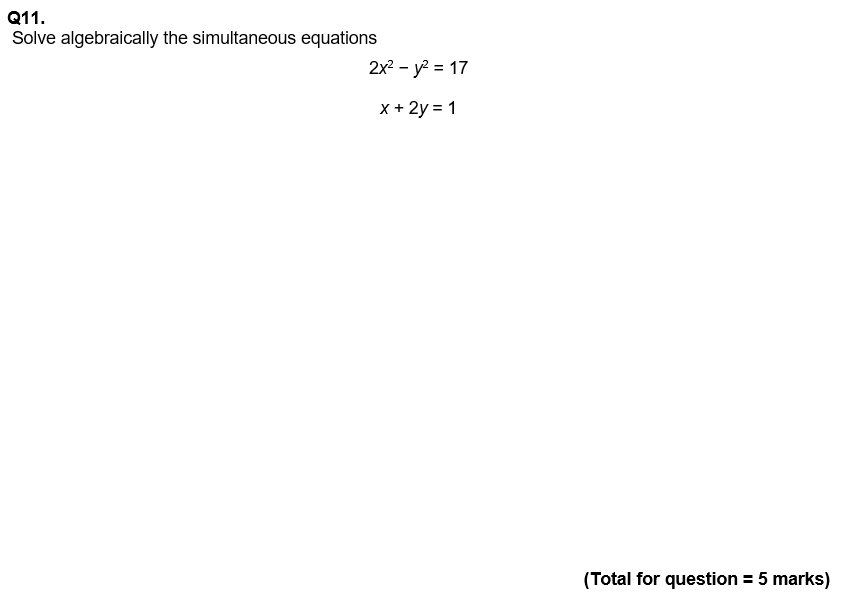 Q11.
Solve algebraically the simultaneous equations
2x² − y² = 17
x + 2y = 1
(Total for question = 5 marks)